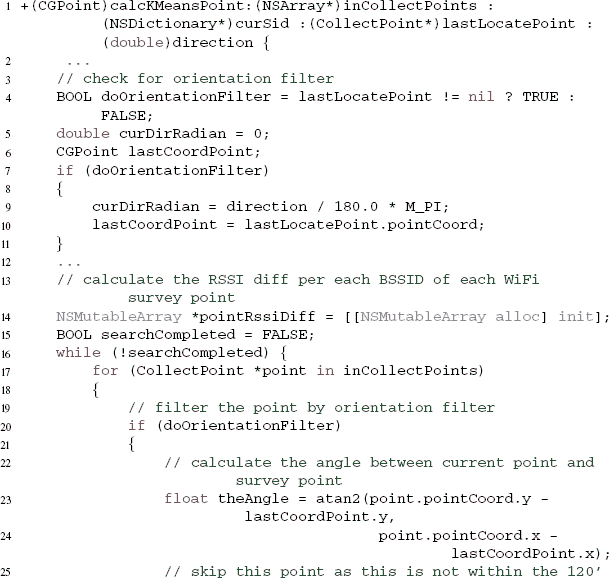 1 +(CGPoint)calcKMeansPoint:(NSArray*)inCollectPoints :
(NSDictionary*)curSid :(CollectPoint*)lastLocatePoint :
(double)direction {
2 ...
3 // check for orientation filter
4 BOOL doOrientationFilter = lastLocatePoint != nil ? TRUE :
FALSE;
5 double curDirRadian = 0;
6 CGPoint lastCoordPoint;
7 if (doOrientationFilter)
8 {
9 curDirRadian = direction / 180.0 * M_PI;
10 lastCoordPoint = lastLocatePoint.pointCoord;
11 }
12 ...
13 // calculate the RSSI diff per each BSSID of each WiFi
survey point
14 NSMutableArray *pointRssiDiff = [[NSMutableArray alloc] init];
15 BOOL searchCompleted = FALSE;
16 while (!searchCompleted) {
17 for (CollectPoint *point in inCollectPoints)
18 {
19 // filter the point by orientation filter
20 if (doOrientationFilter)
21 {
22 // calculate the angle between current point and
survey point
23 float theAngle = atan2(point.pointCoord.y -
lastCoordPoint.y,
24 point.pointCoord.x -
lastCoordPoint.x);
25 // skip this point as this is not within the 120'